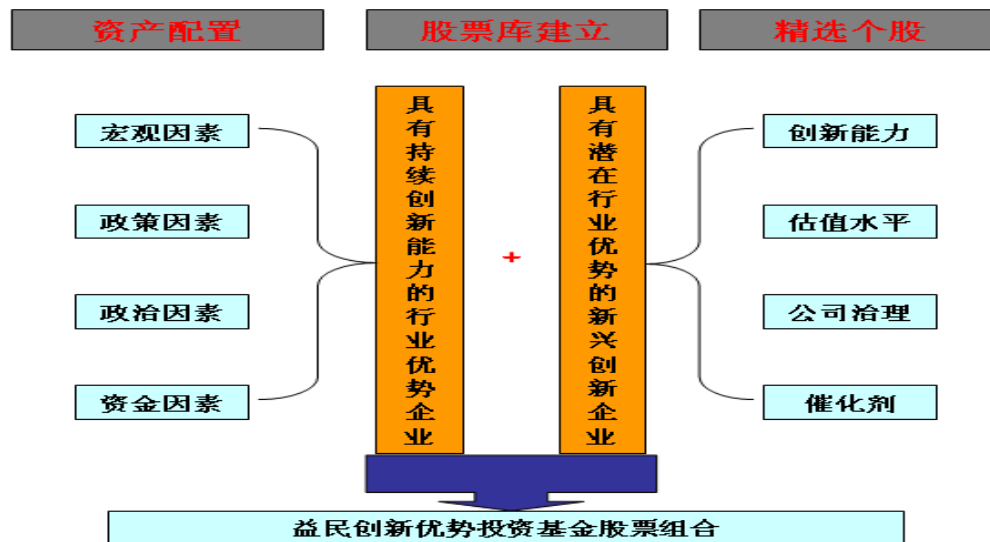 资产配置
股票库建立
精选个股
宏观因素
政策因素
政治因素
资金因素
具有持续创新能力的行业优势企业
+
具有潜在行业优势的新兴创新企业
创新能力
估值水平
公司治理
催化剂
益民创新优势投资基金股票组合